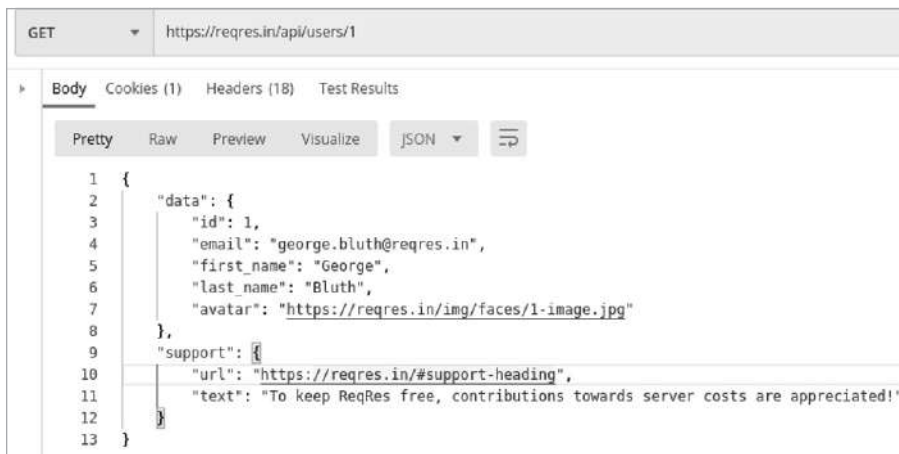 GET https://reqres.in/api/users/1
Body Cookies (1) Headers (18) Test Results
Pretty Raw Preview Visualize JSON
1 {
2 "data": {
3 "id": 1,
4 "email": "george.bluth@reqres.in",
5 "first_name": "George",
6 "last_name": "Bluth",
7 "avatar": "https://reqres.in/img/faces/1-image.jpg"
8 },
9 "support": {
10 "url": "https://reqres.in/#support-heading",
11 "text": "To keep ReqRes free, contributions towards server costs are appreciated!"
12 }
13 }